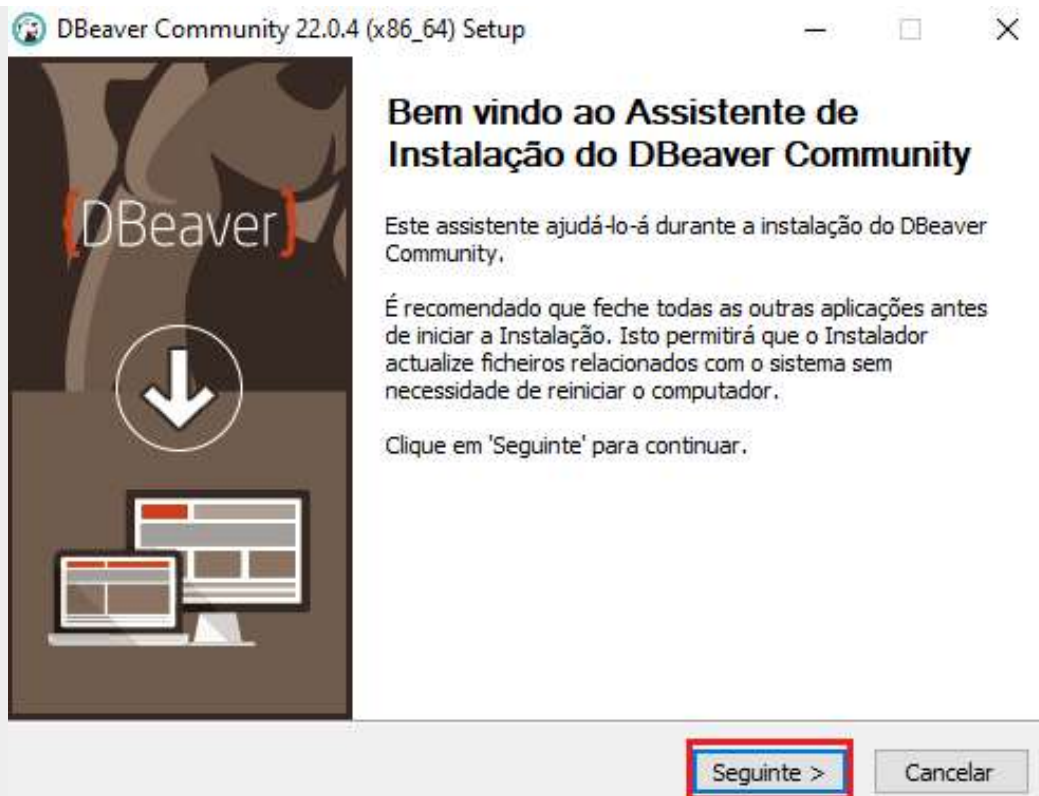 DBeaver Community 22.0.4 (x86_64) Setup
Bem vindo ao Assistente de
Instalação do DBeaver Community
{DBeaver}
Este assistente ajudá-lo-á durante a instalação do DBeaver
Community.
É recomendado que feche todas as outras aplicações antes
de iniciar a Instalação. Isto permitirá que o Instalador
actualize ficheiros relacionados com o sistema sem
necessidade de reiniciar o computador.
Clique em 'Seguinte' para continuar.
Seguinte >
Cancelar